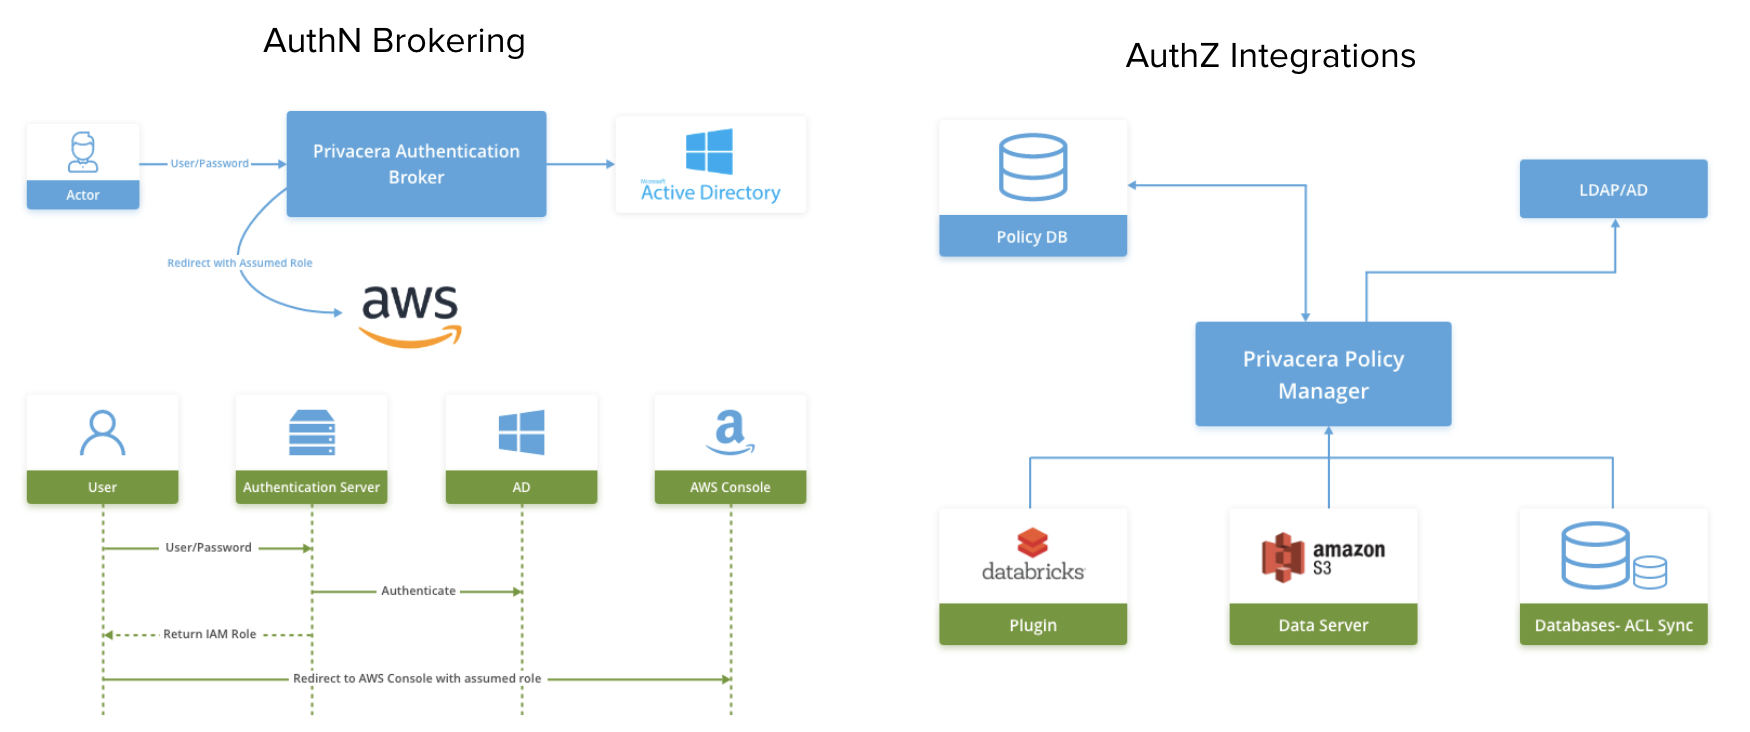 AuthN Brokering
Actor
User/Password
Privacera Authentication
Broker
Microsoft
Active Directory
Redirect with Assumed Role
aws
User
Authentication Server
AD
a
AWS Console
User/Password
Authenticate
Return IAM Role
Redirect to AWS Console with assumed role
AuthZ Integrations
Policy DB
LDAP/AD
Privacera Policy
Manager
databricks
Plugin
amazon
S3
Data Server
Databases- ACL Sync